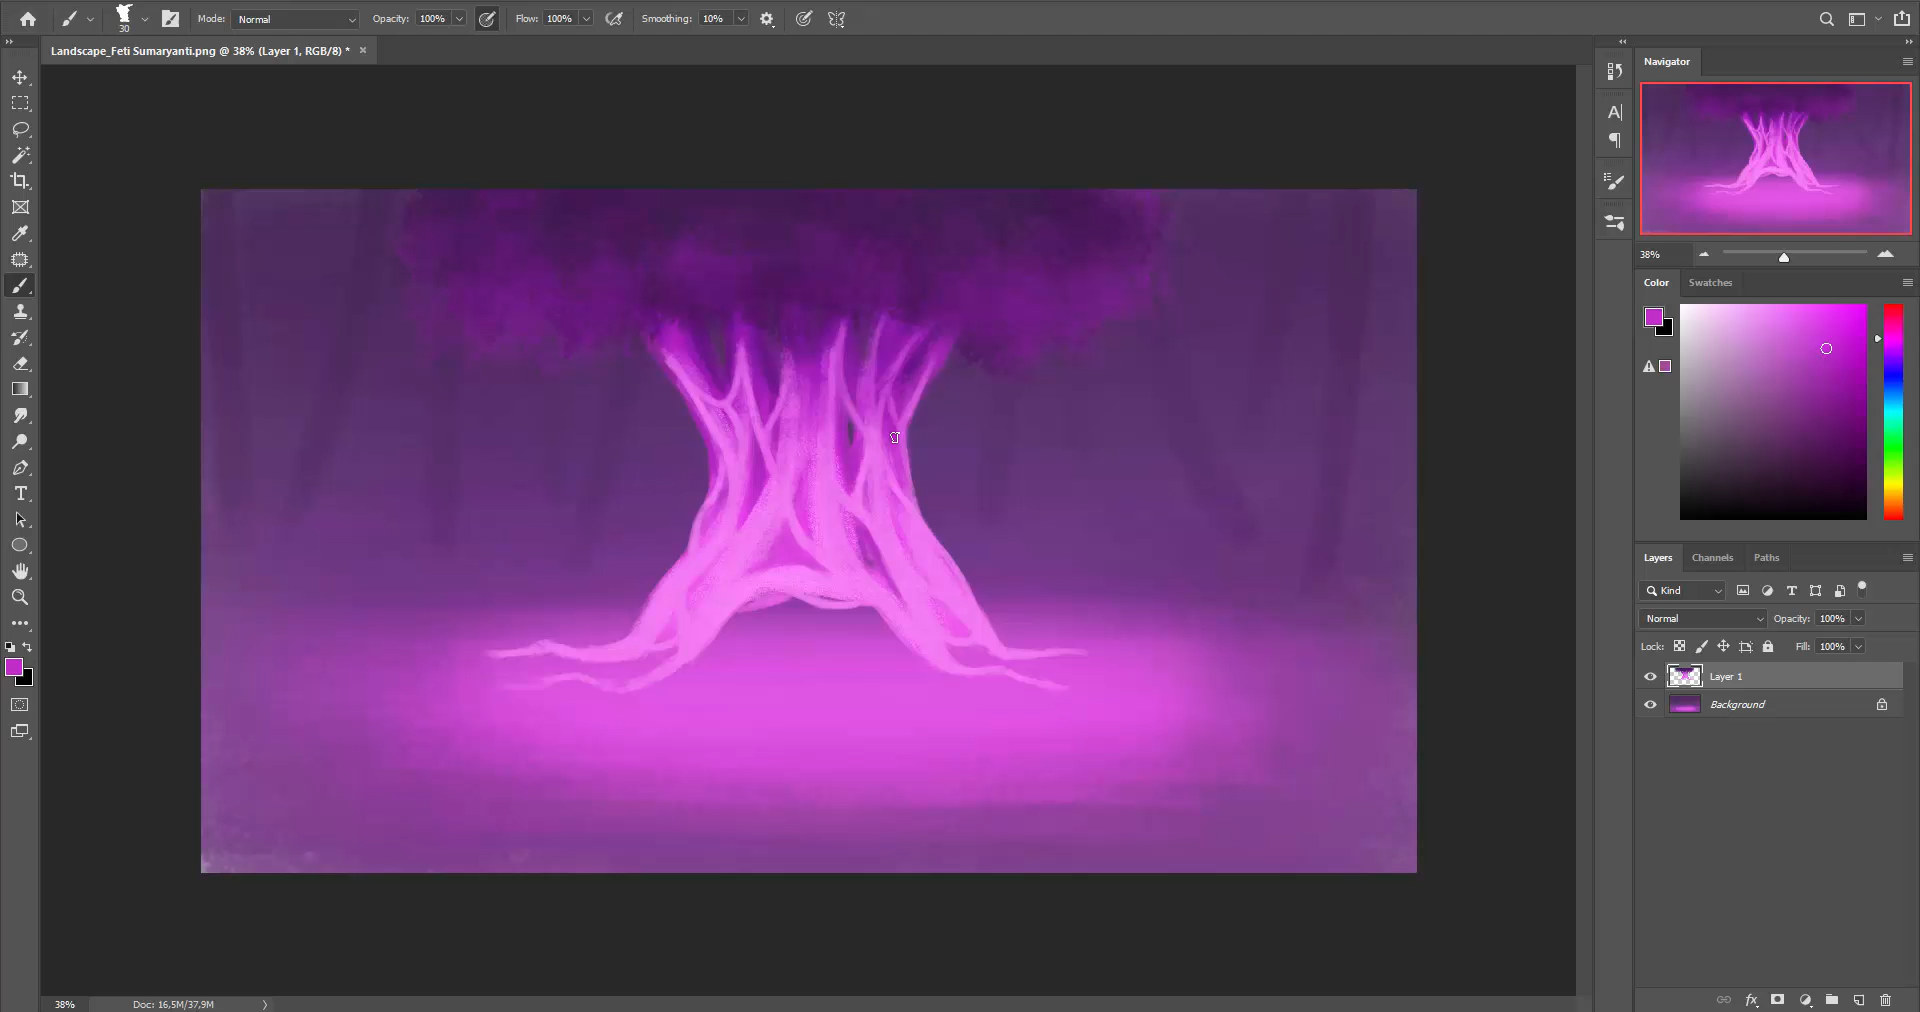 30
Mode: Normal
Opacity: 100%
Flow: 100%
Smoothing: 10%
Landscape_Feti Sumaryanti.png @ 38% (Layer 1, RGB/8) *
Navigator
38%
Color Swatches
Layers Channels Paths
Kind
Normal Opacity: 100%
Lock: Fill: 100%
Layer 1
Background
38% Doc: 16,5M/37,9M